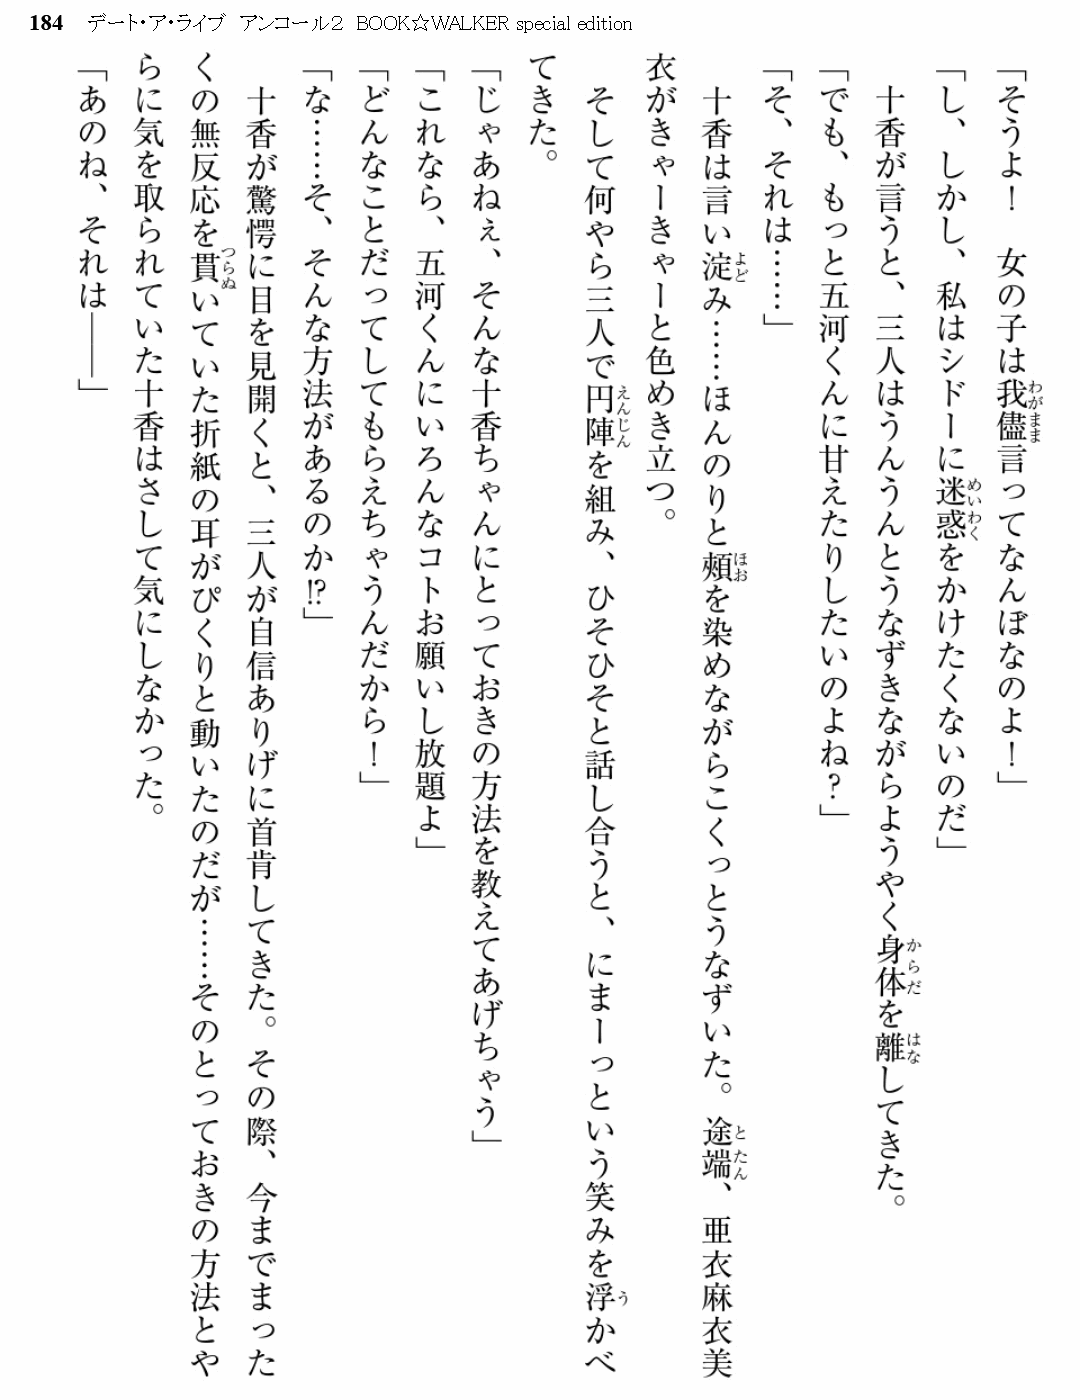 184 デート・ア・ライブ アンコール２ BOOK☆WALKER special edition
「そうよ！　女の子は我儘言ってなんぼなのよ！」
「し、しかし、私はシドーに迷惑をかけたくないのだ」
　十香が言うと、三人はうんうんとうなずきながらようやく身体を離してきた。
「でも、もっと五河くんに甘えたりしたいのよね？」
「そ、それは……」
　十香は言い淀み……ほんのりと頰を染めながらこくっとうなずいた。途端、亜衣麻衣美
衣がきゃーきゃーと色めき立つ。
　そして何やら三人で円陣を組み、ひそひそと話し合うと、にまーっという笑みを浮かべ
てきた。
「じゃあねぇ、そんな十香ちゃんにとっておきの方法を教えてあげちゃう」
「これなら、五河くんにいろんなコトお願いし放題よ」
「どんなことだってしてもらえちゃうんだから！」
「な……そ、そんな方法があるのか!?」
　十香が驚愕に目を見開くと、三人が自信ありげに首肯してきた。その際、今までまった
くの無反応を貫いていた折紙の耳がぴくりと動いたのだが……そのとっておきの方法とや
らに気を取られていた十香はさして気にしなかった。
「あのね、それは――」